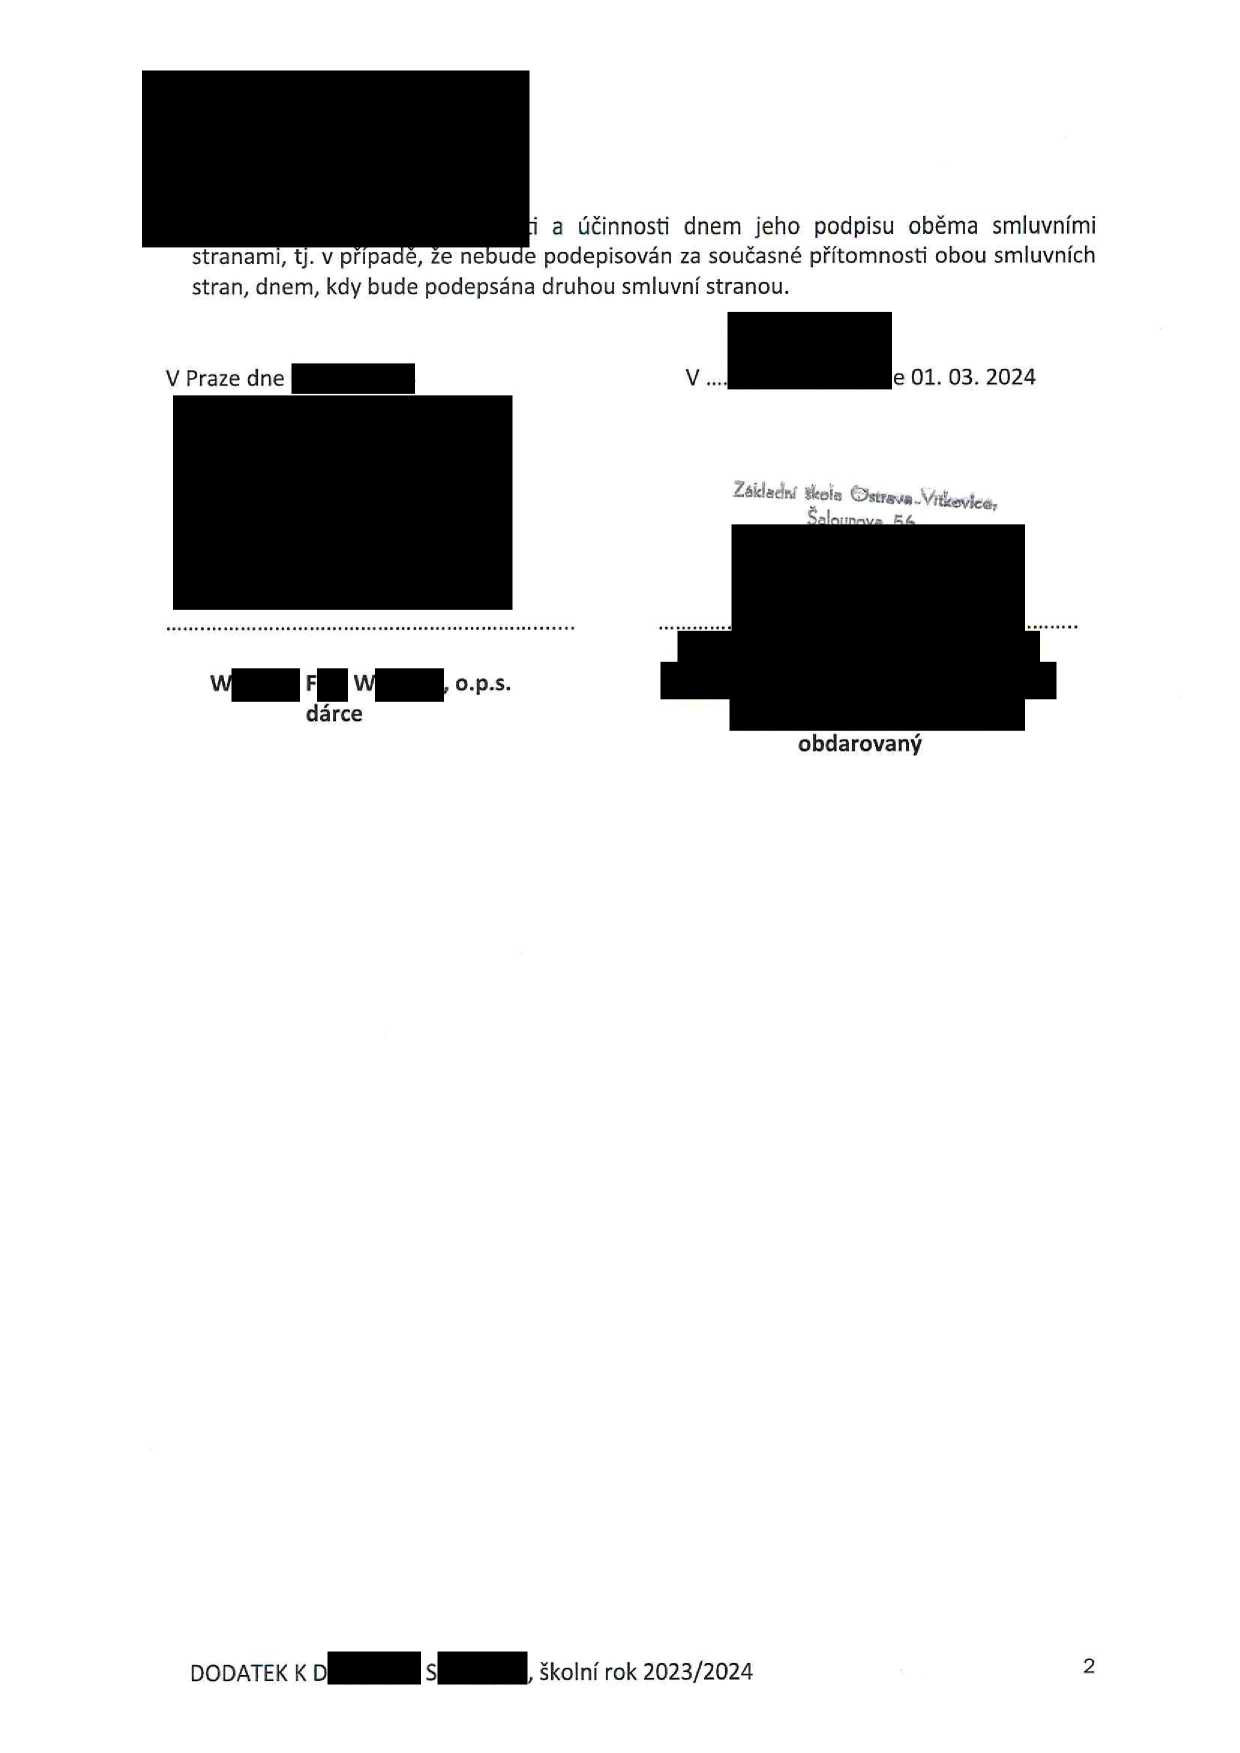 a účinnosti dnem jeho podpisu oběma smluvními
stranami, tj. v případě, že nebude podepisován za současné přítomnosti obou smluvních
stran, dnem, kdy bude podepsána druhou smluvní stranou.
V Praze dne
V .... e 01. 03. 2024
Základní škola Ostrava-Vítkovice,
Šalounova 56
W F W , o.p.s.
dárce
obdarovaný
DODATEK K D S , školní rok 2023/2024
2